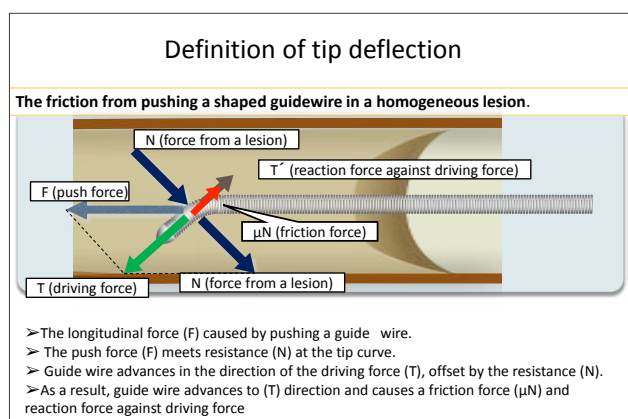 Definition of tip deflection
The friction from pushing a shaped guidewire in a homogeneous lesion.
N (force from a lesion)
T´ (reaction force against driving force)
F (push force)
µN (friction force)
T (driving force)
N (force from a lesion)
➢The longitudinal force (F) caused by pushing a guide wire.
➢ The push force (F) meets resistance (N) at the tip curve.
➢ Guide wire advances in the direction of the driving force (T), offset by the resistance (N).
➢As a result, guide wire advances to (T) direction and causes a friction force (µN) and
reaction force against driving force